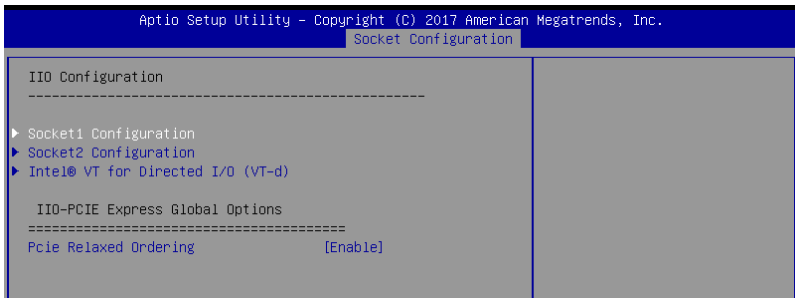 Aptio Setup Utility – Copyright (C) 2017 American Megatrends, Inc.
Socket Configuration
IIO Configuration
--------------------------------------------------
Socket1 Configuration
Socket2 Configuration
Intel® VT for Directed I/O (VT-d)
IIO-PCIE Express Global Options
========================================
Pcie Relaxed Ordering [Enable]